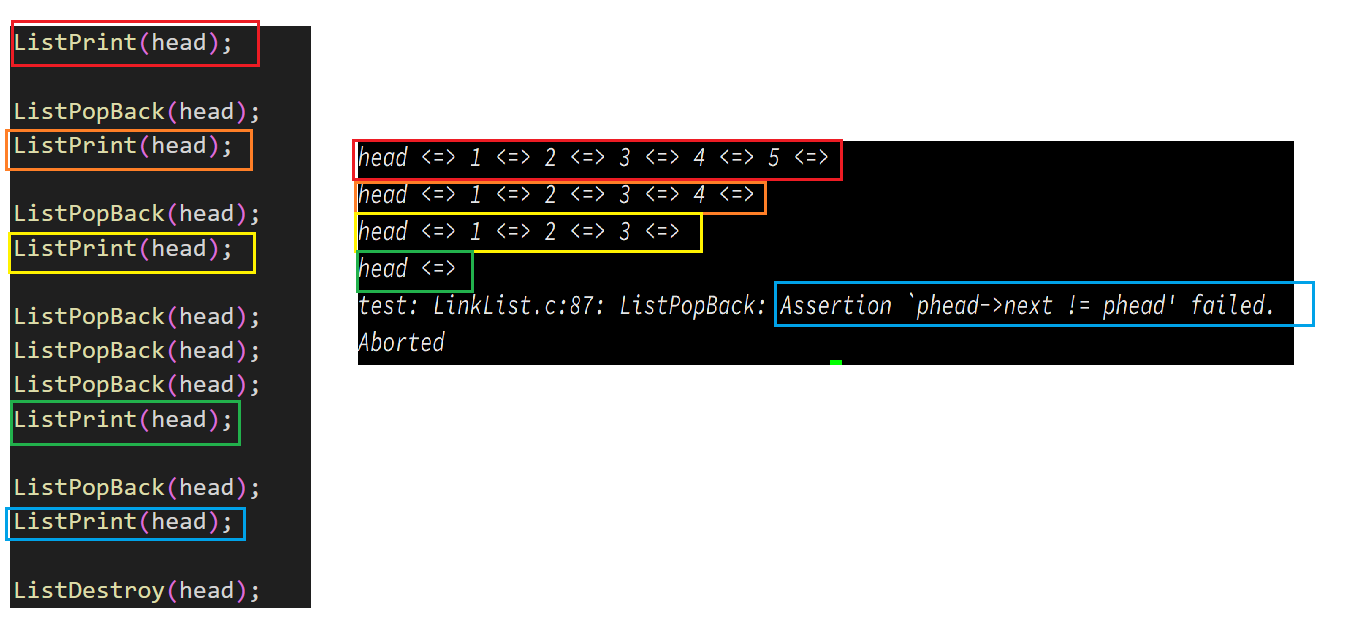 ListPrint(head);
ListPopBack(head);
ListPrint(head);
ListPopBack(head);
ListPrint(head);
ListPopBack(head);
ListPopBack(head);
ListPopBack(head);
ListPrint(head);
ListPopBack(head);
ListPrint(head);
ListDestroy(head);
head <=> 1 <=> 2 <=> 3 <=> 4 <=> 5 <=>
head <=> 1 <=> 2 <=> 3 <=> 4 <=>
head <=> 1 <=> 2 <=> 3 <=>
head <=>
test: LinkList.c:87: ListPopBack: Assertion `phead->next != phead' failed.
Aborted